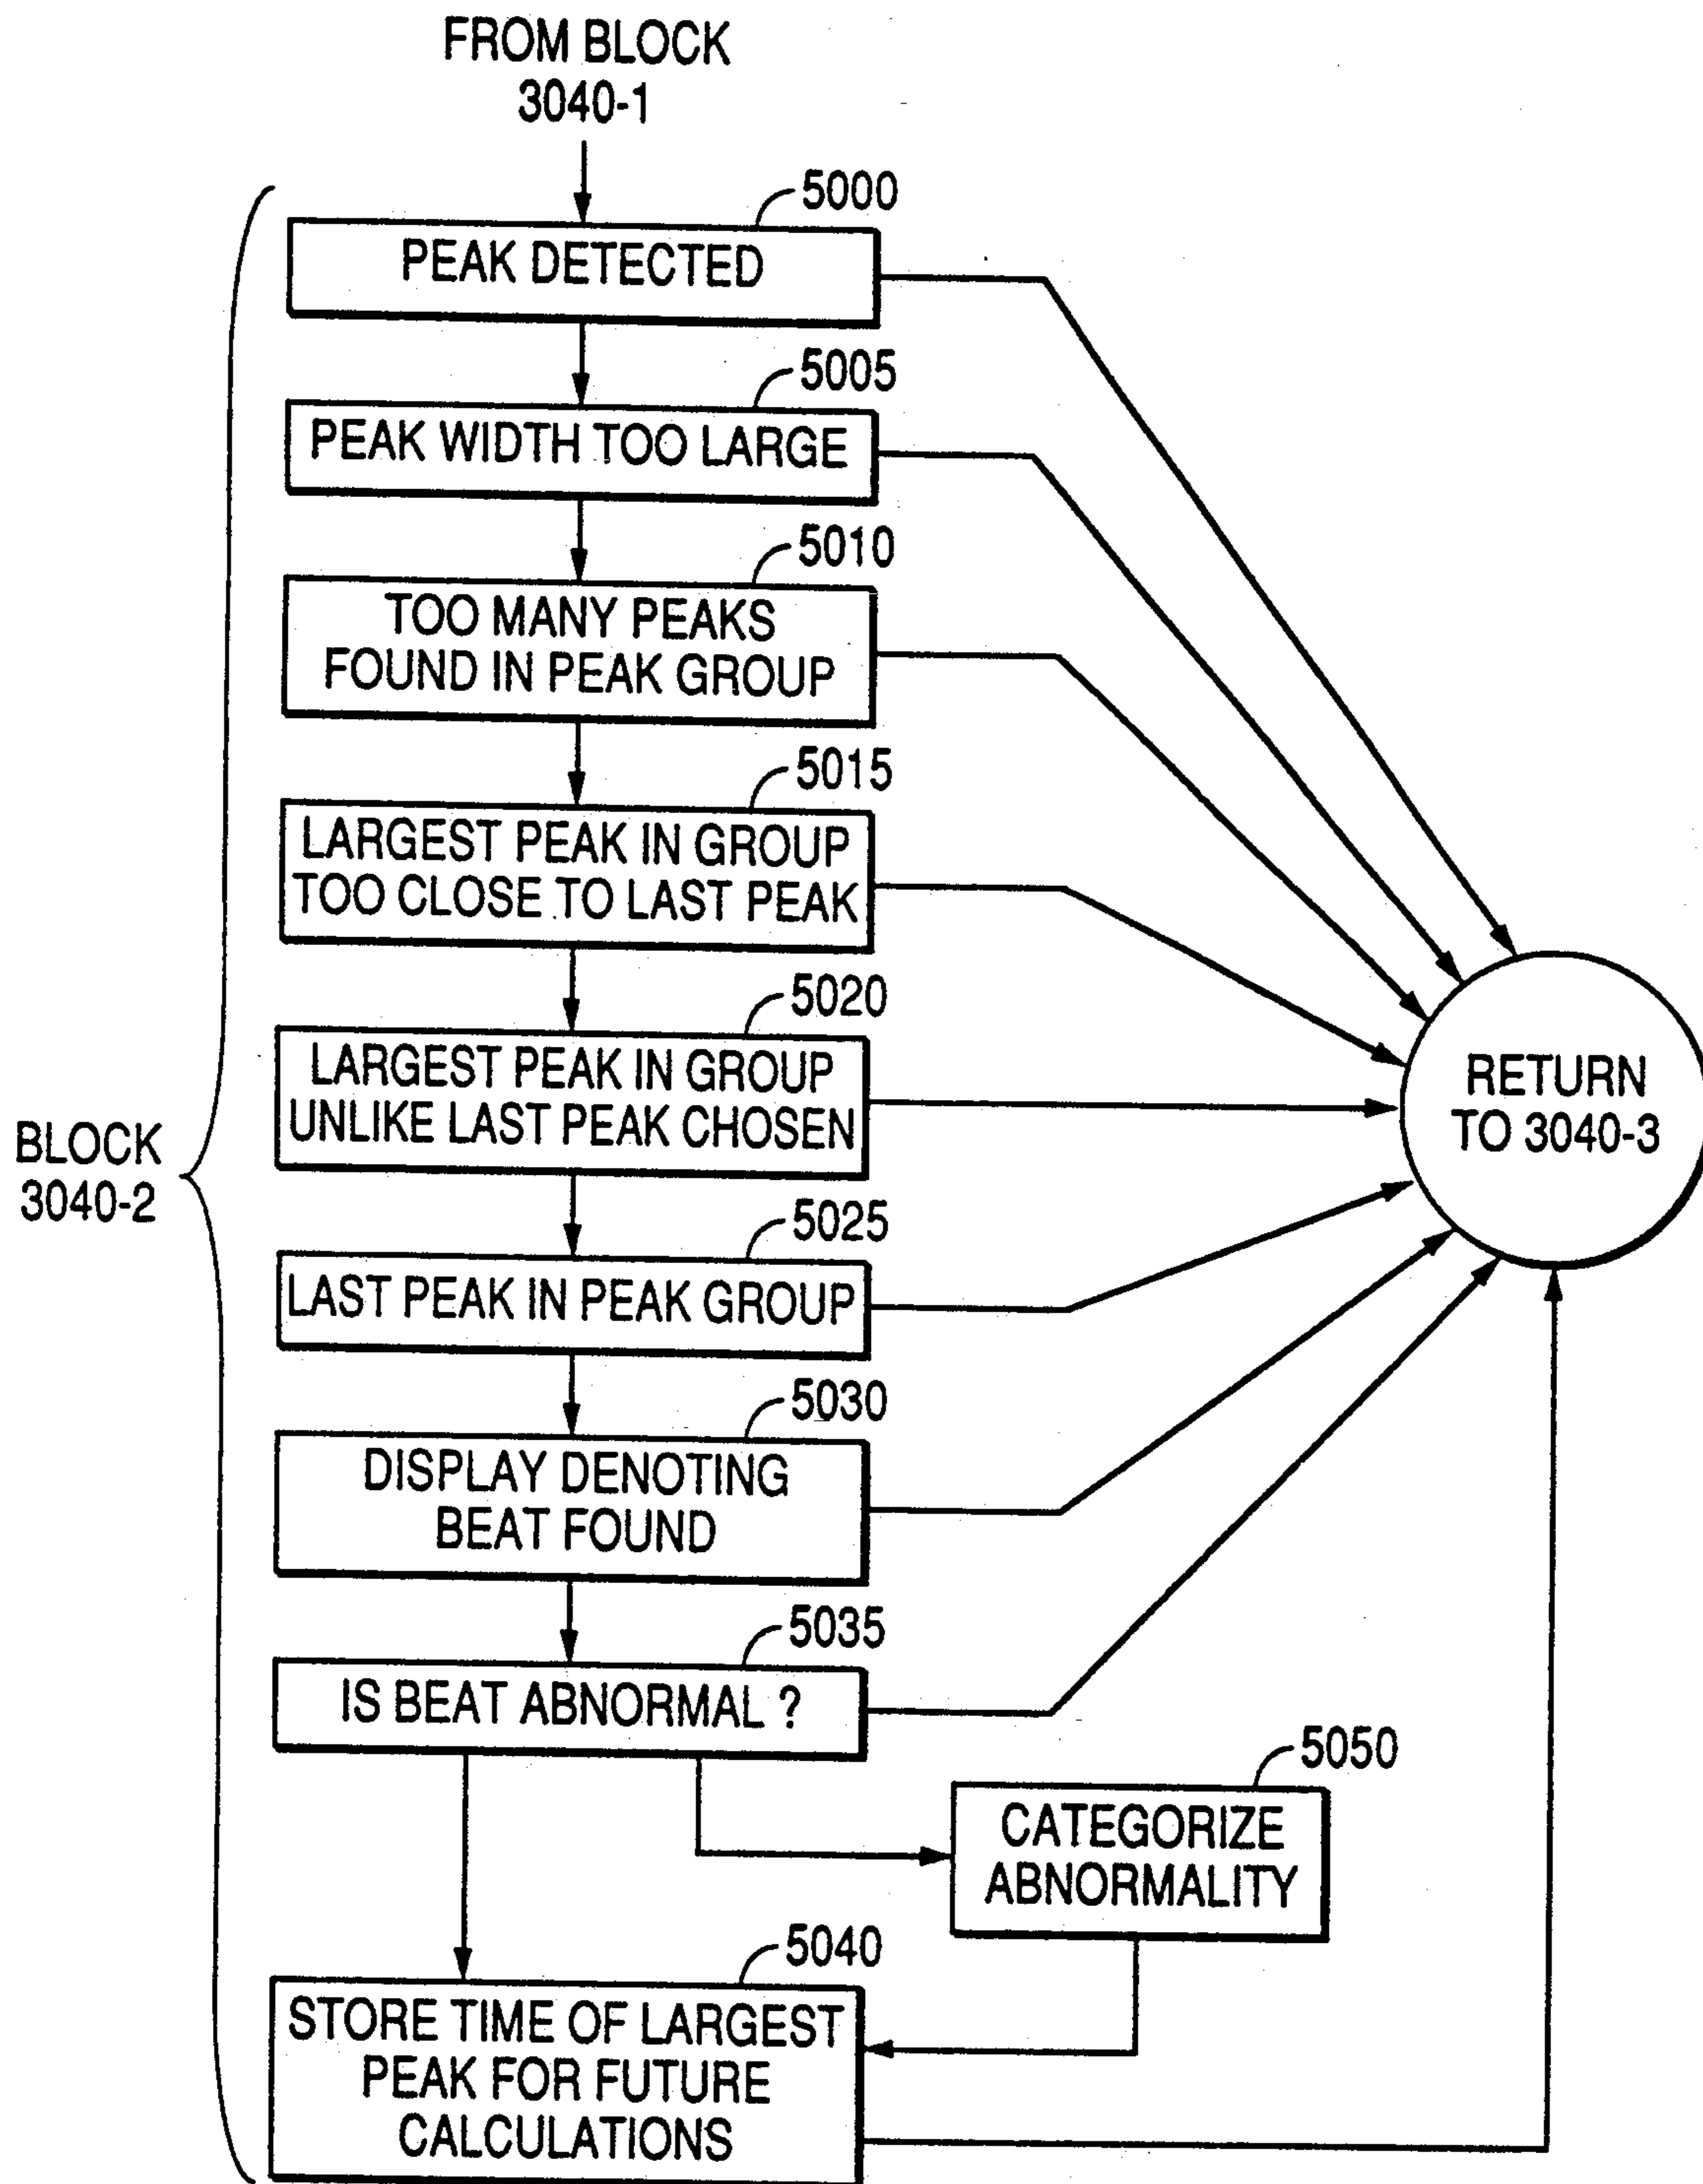 FROM BLOCK
3040-1
5000
PEAK DETECTED
5005
PEAK WIDTH TOO LARGE
5010
TOO MANY PEAKS
FOUND IN PEAK GROUP
5015
LARGEST PEAK IN GROUP
TOO CLOSE TO LAST PEAK
5020
LARGEST PEAK IN GROUP
UNLIKE LAST PEAK CHOSEN
RETURN
TO 3040-3
BLOCK
3040-2
5025
LAST PEAK IN PEAK GROUP
5030
DISPLAY DENOTING
BEAT FOUND
5035
IS BEAT ABNORMAL ?
5050
CATEGORIZE
ABNORMALITY
5040
STORE TIME OF LARGEST
PEAK FOR FUTURE
CALCULATIONS